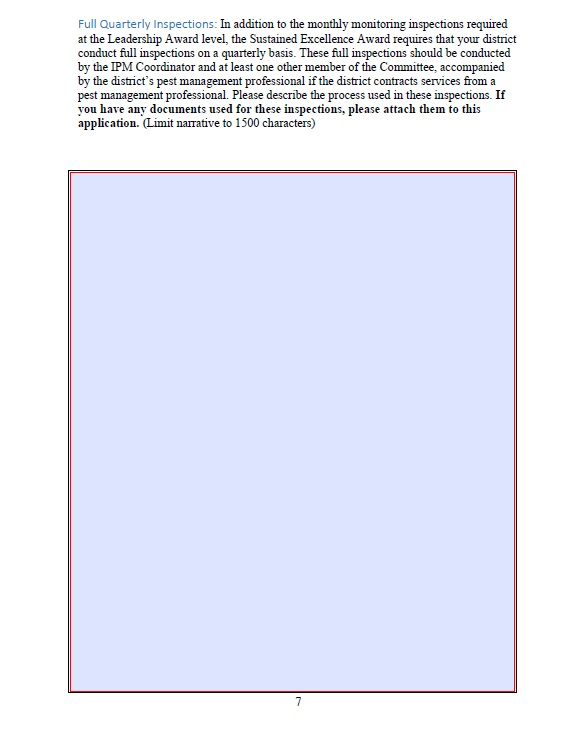 Full Quarterly Inspections: In addition to the monthly monitoring inspections required
at the Leadership Award level, the Sustained Excellence Award requires that your district
conduct full inspections on a quarterly basis. These full inspections should be conducted
by the IPM Coordinator and at least one other member of the Committee, accompanied
by the district's pest management professional if the district contracts services from a
pest management professional. Please describe the process used in these inspections. If
you have any documents used for these inspections, please attach them to this
application. (Limit narrative to 1500 characters)
7